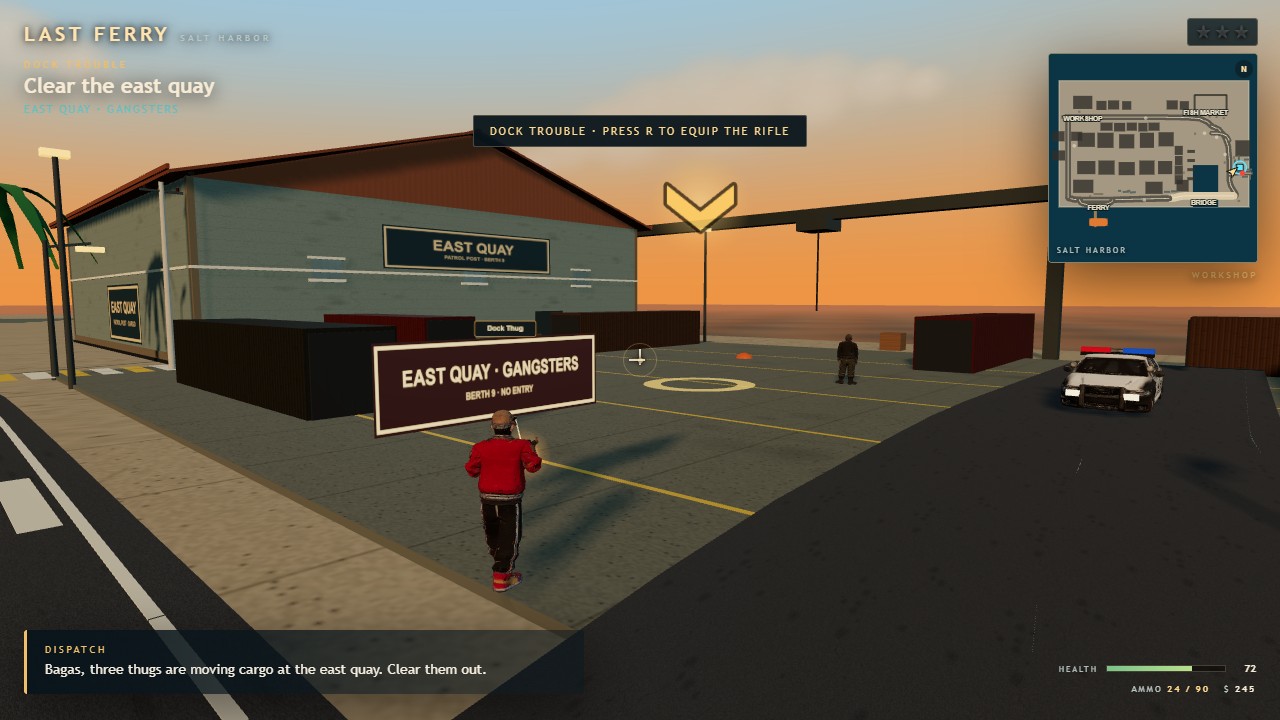 LAST FERRY SALT HARBOR
DOCK TROUBLE
Clear the east quay
EAST QUAY · GANGSTERS
DOCK TROUBLE · PRESS R TO EQUIP THE RIFLE
N
WORKSHOP
FISH MARKET
FERRY
BRIDGE
SALT HARBOR
WORKSHOP
EAST QUAY
PATROL POST · BERTH 9
EAST QUAY
Dock Thug
EAST QUAY · GANGSTERS
BERTH 9 · NO ENTRY
DISPATCH
Bagas, three thugs are moving cargo at the east quay. Clear them out.
HEALTH 72
AMMO 24 / 90 $ 245